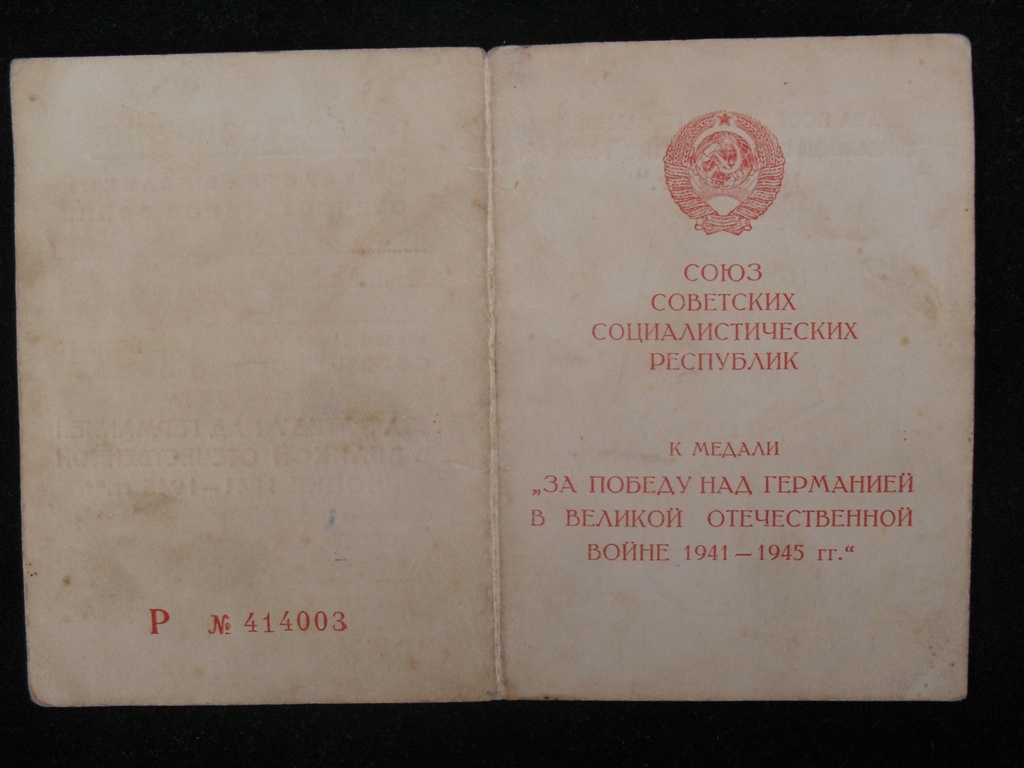 Р № 414003
СОЮЗ
СОВЕТСКИХ
СОЦИАЛИСТИЧЕСКИХ
РЕСПУБЛИК
К МЕДАЛИ
„ЗА ПОБЕДУ НАД ГЕРМАНИЕЙ
В ВЕЛИКОЙ ОТЕЧЕСТВЕННОЙ
ВОЙНЕ 1941 — 1945 гг.“